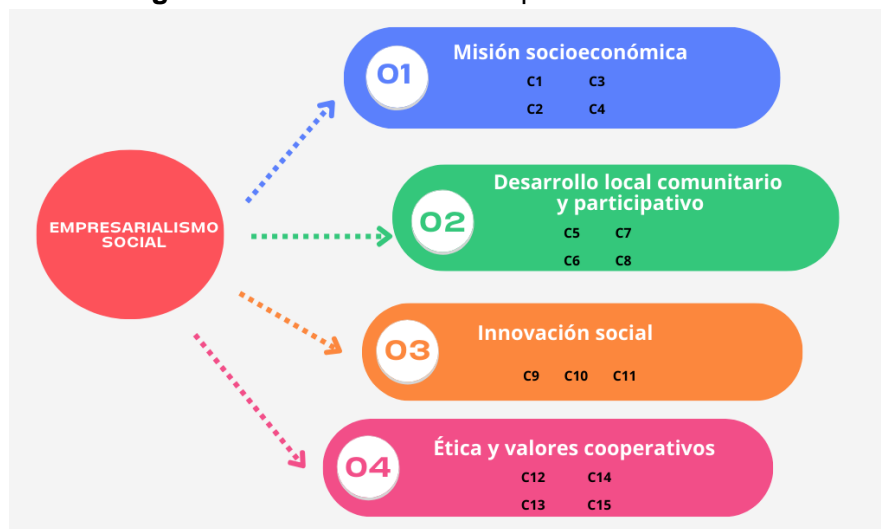 EMPRESARIALISMO
SOCIAL
01
Misión socioeconómica
C1 C3
C2 C4
02
Desarrollo local comunitario
y participativo
C5 C7
C6 C8
03
Innovación social
C9 C10 C11
04
Ética y valores cooperativos
C12 C14
C13 C15